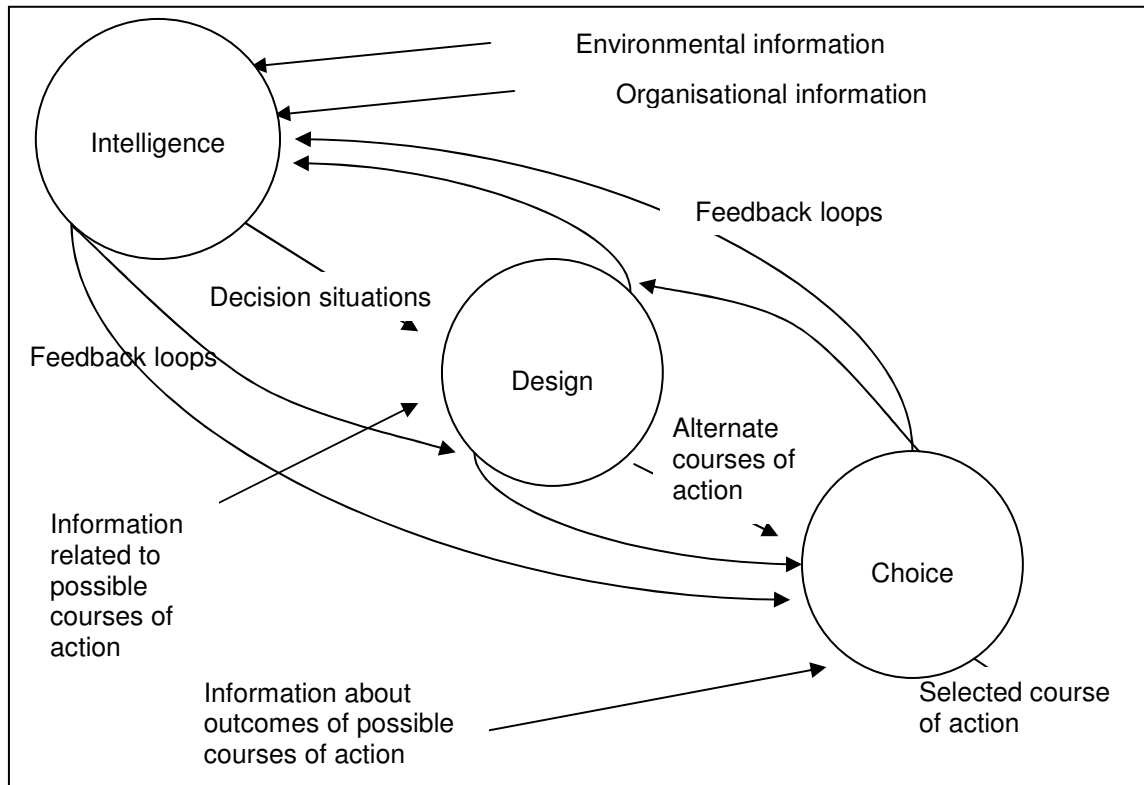 Environmental information
Organisational information
Intelligence
Feedback loops
Decision situations
Feedback loops
Design
Alternate
courses of
action
Information
related to
possible
courses of
action
Choice
Information about
outcomes of possible
courses of action
Selected course
of action